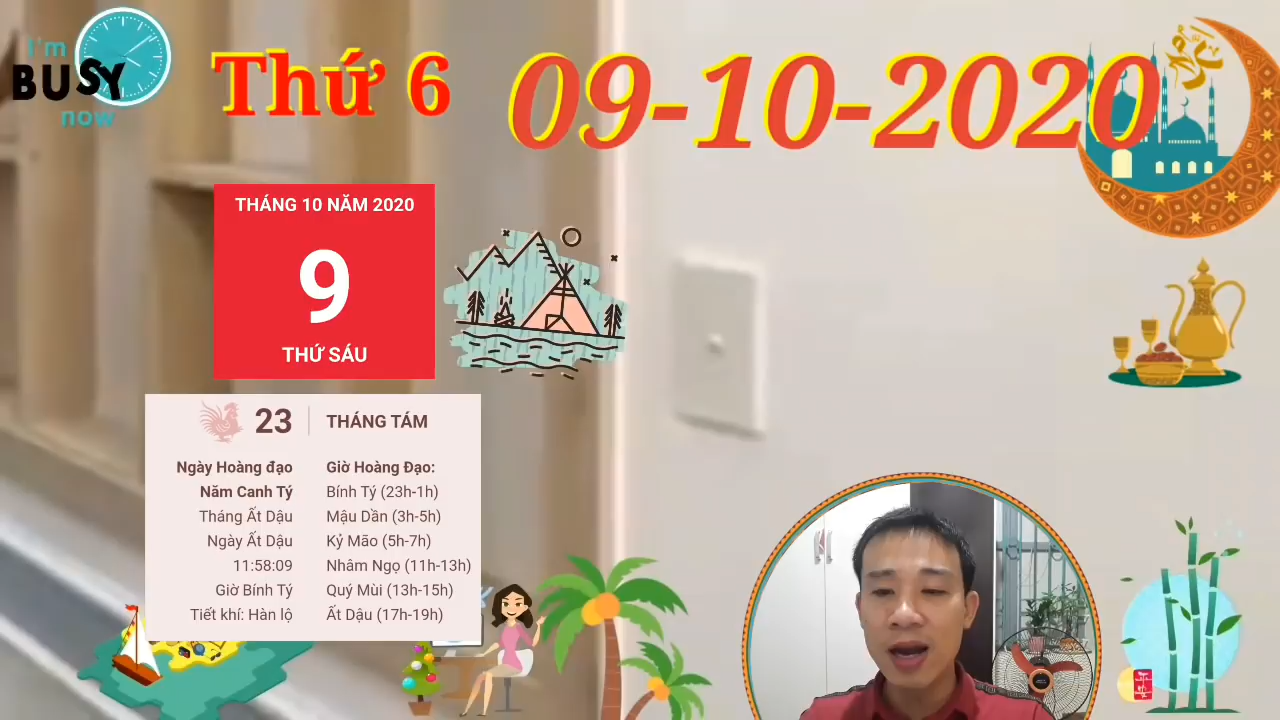 I'm
BUSY
now
Thứ 6 09-10-2020
THÁNG 10 NĂM 2020
9
THỨ SÁU
23 THÁNG TÁM
Ngày Hoàng đạo Giờ Hoàng Đạo:
Năm Canh Tý Bính Tý (23h-1h)
Tháng Ất Dậu Mậu Dần (3h-5h)
Ngày Ất Dậu Kỷ Mão (5h-7h)
11:58:09 Nhâm Ngọ (11h-13h)
Giờ Bính Tý Quý Mùi (13h-15h)
Tiết khí: Hàn lộ Ất Dậu (17h-19h)